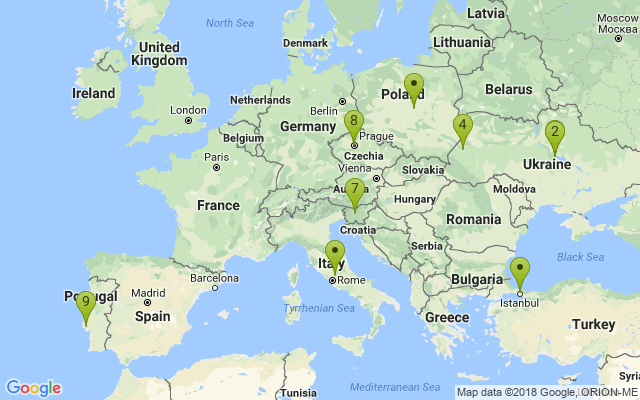 Latvia
Moscow
Москва
North Sea
Denmark
Lithuania
United
Kingdom
Ireland
Belarus
Netherlands
Berlin
Poland
London
Belgium
Germany
8
Prague
4
2
Paris
Czechia
Ukraine
Vienna
Slovakia
Austria
7
Moldova
France
Hungary
Romania
Croatia
Serbia
Black Sea
Italy
Rome
Bulgaria
Istanbul
Barcelona
Madrid
Portugal
9
Spain
Tyrrhenian Sea
Greece
Turkey
Tunisia
Mediterranean Sea
Syria
Google
Map data ©2018 Google, ORION-ME